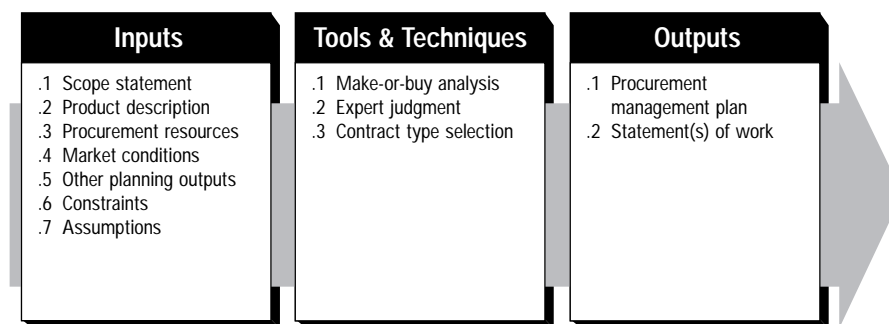 Inputs
.1 Scope statement
.2 Product description
.3 Procurement resources
.4 Market conditions
.5 Other planning outputs
.6 Constraints
.7 Assumptions
Tools & Techniques
.1 Make-or-buy analysis
.2 Expert judgment
.3 Contract type selection
Outputs
.1 Procurement
management plan
.2 Statement(s) of work